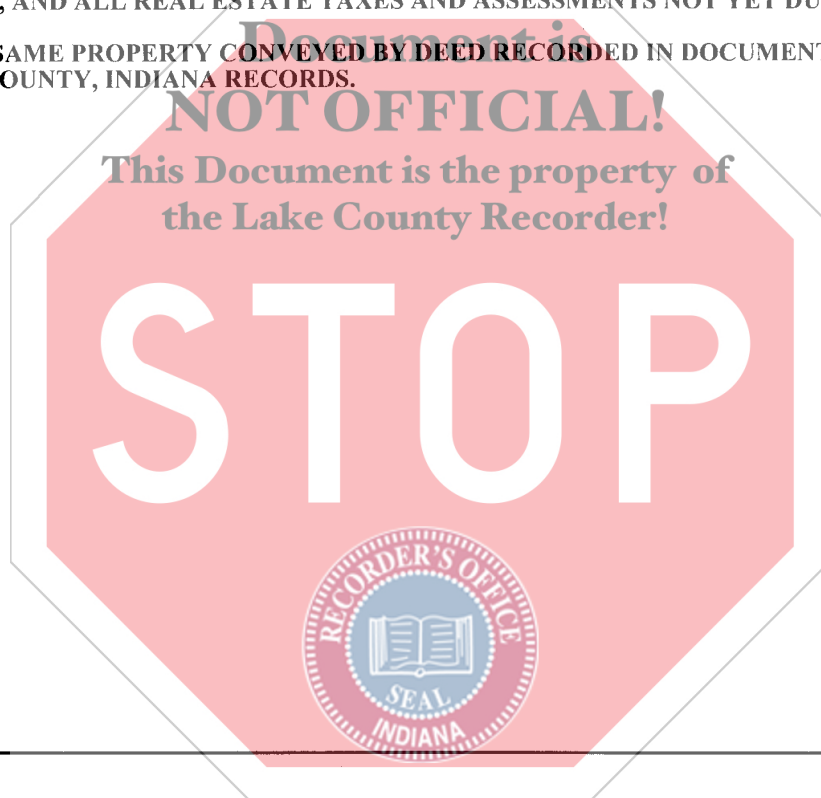 , AND ALL REAL ESTATE TAXES AND ASSESSMENTS NOT YET DU
Document is
SAME PROPERTY CONVEYED BY DEED RECORDED IN DOCUMENT
OUNTY, INDIANA RECORDS.
NOT OFFICIAL!
This Document is the property of
the Lake County Recorder!
STOP
RECORDER'S OFFICE
SEAL
INDIANA